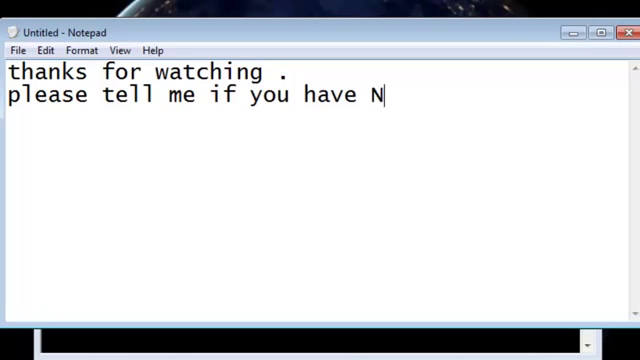 Untitled - Notepad
File Edit Format View Help
thanks for watching .
please tell me if you have N